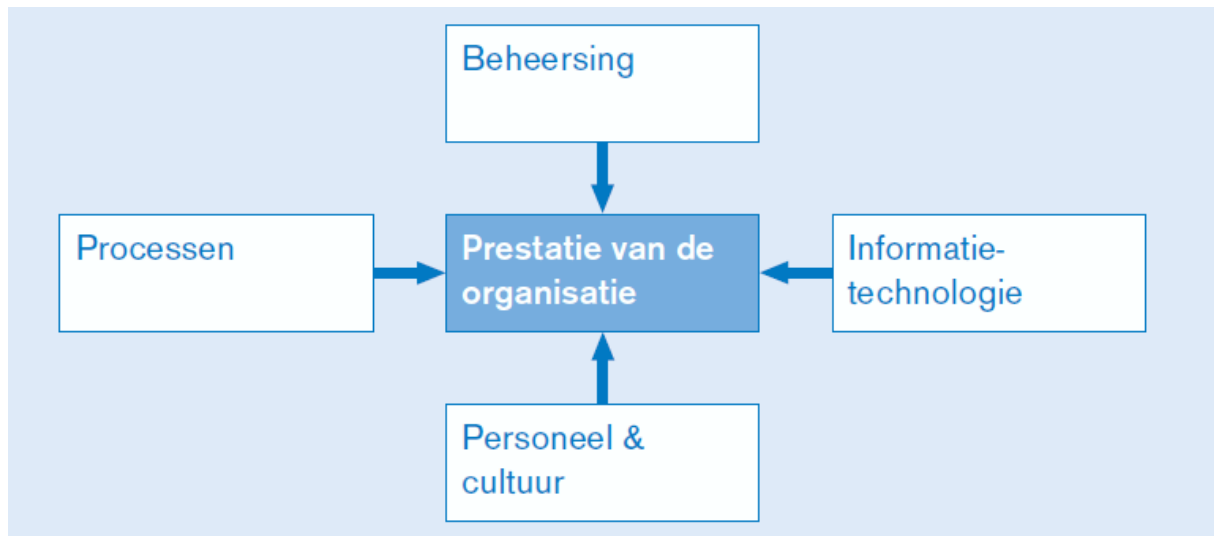 Beheersing
Processen
Prestatie van de
organisatie
Informatie-
technologie
Personeel &
cultuur